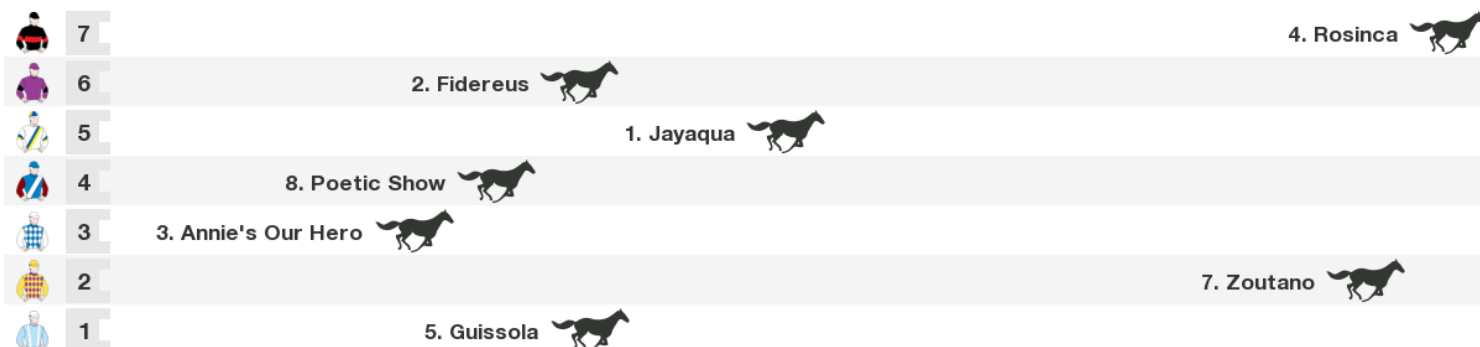 7 4. Rosinca
6 2. Fidereus
5 1. Jayaqua
4 8. Poetic Show
3 3. Annie's Our Hero
2 7. Zoutano
1 5. Guissola